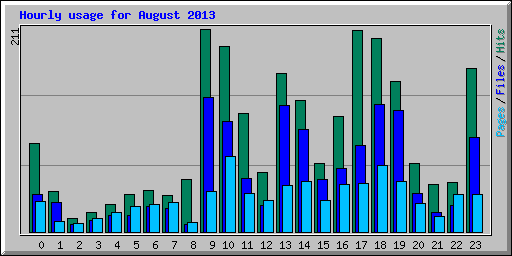 Hourly usage for August 2013
211
Pages / Files / Hits
0 1 2 3 4 5 6 7 8 9 10 11 12 13 14 15 16 17 18 19 20 21 22 23